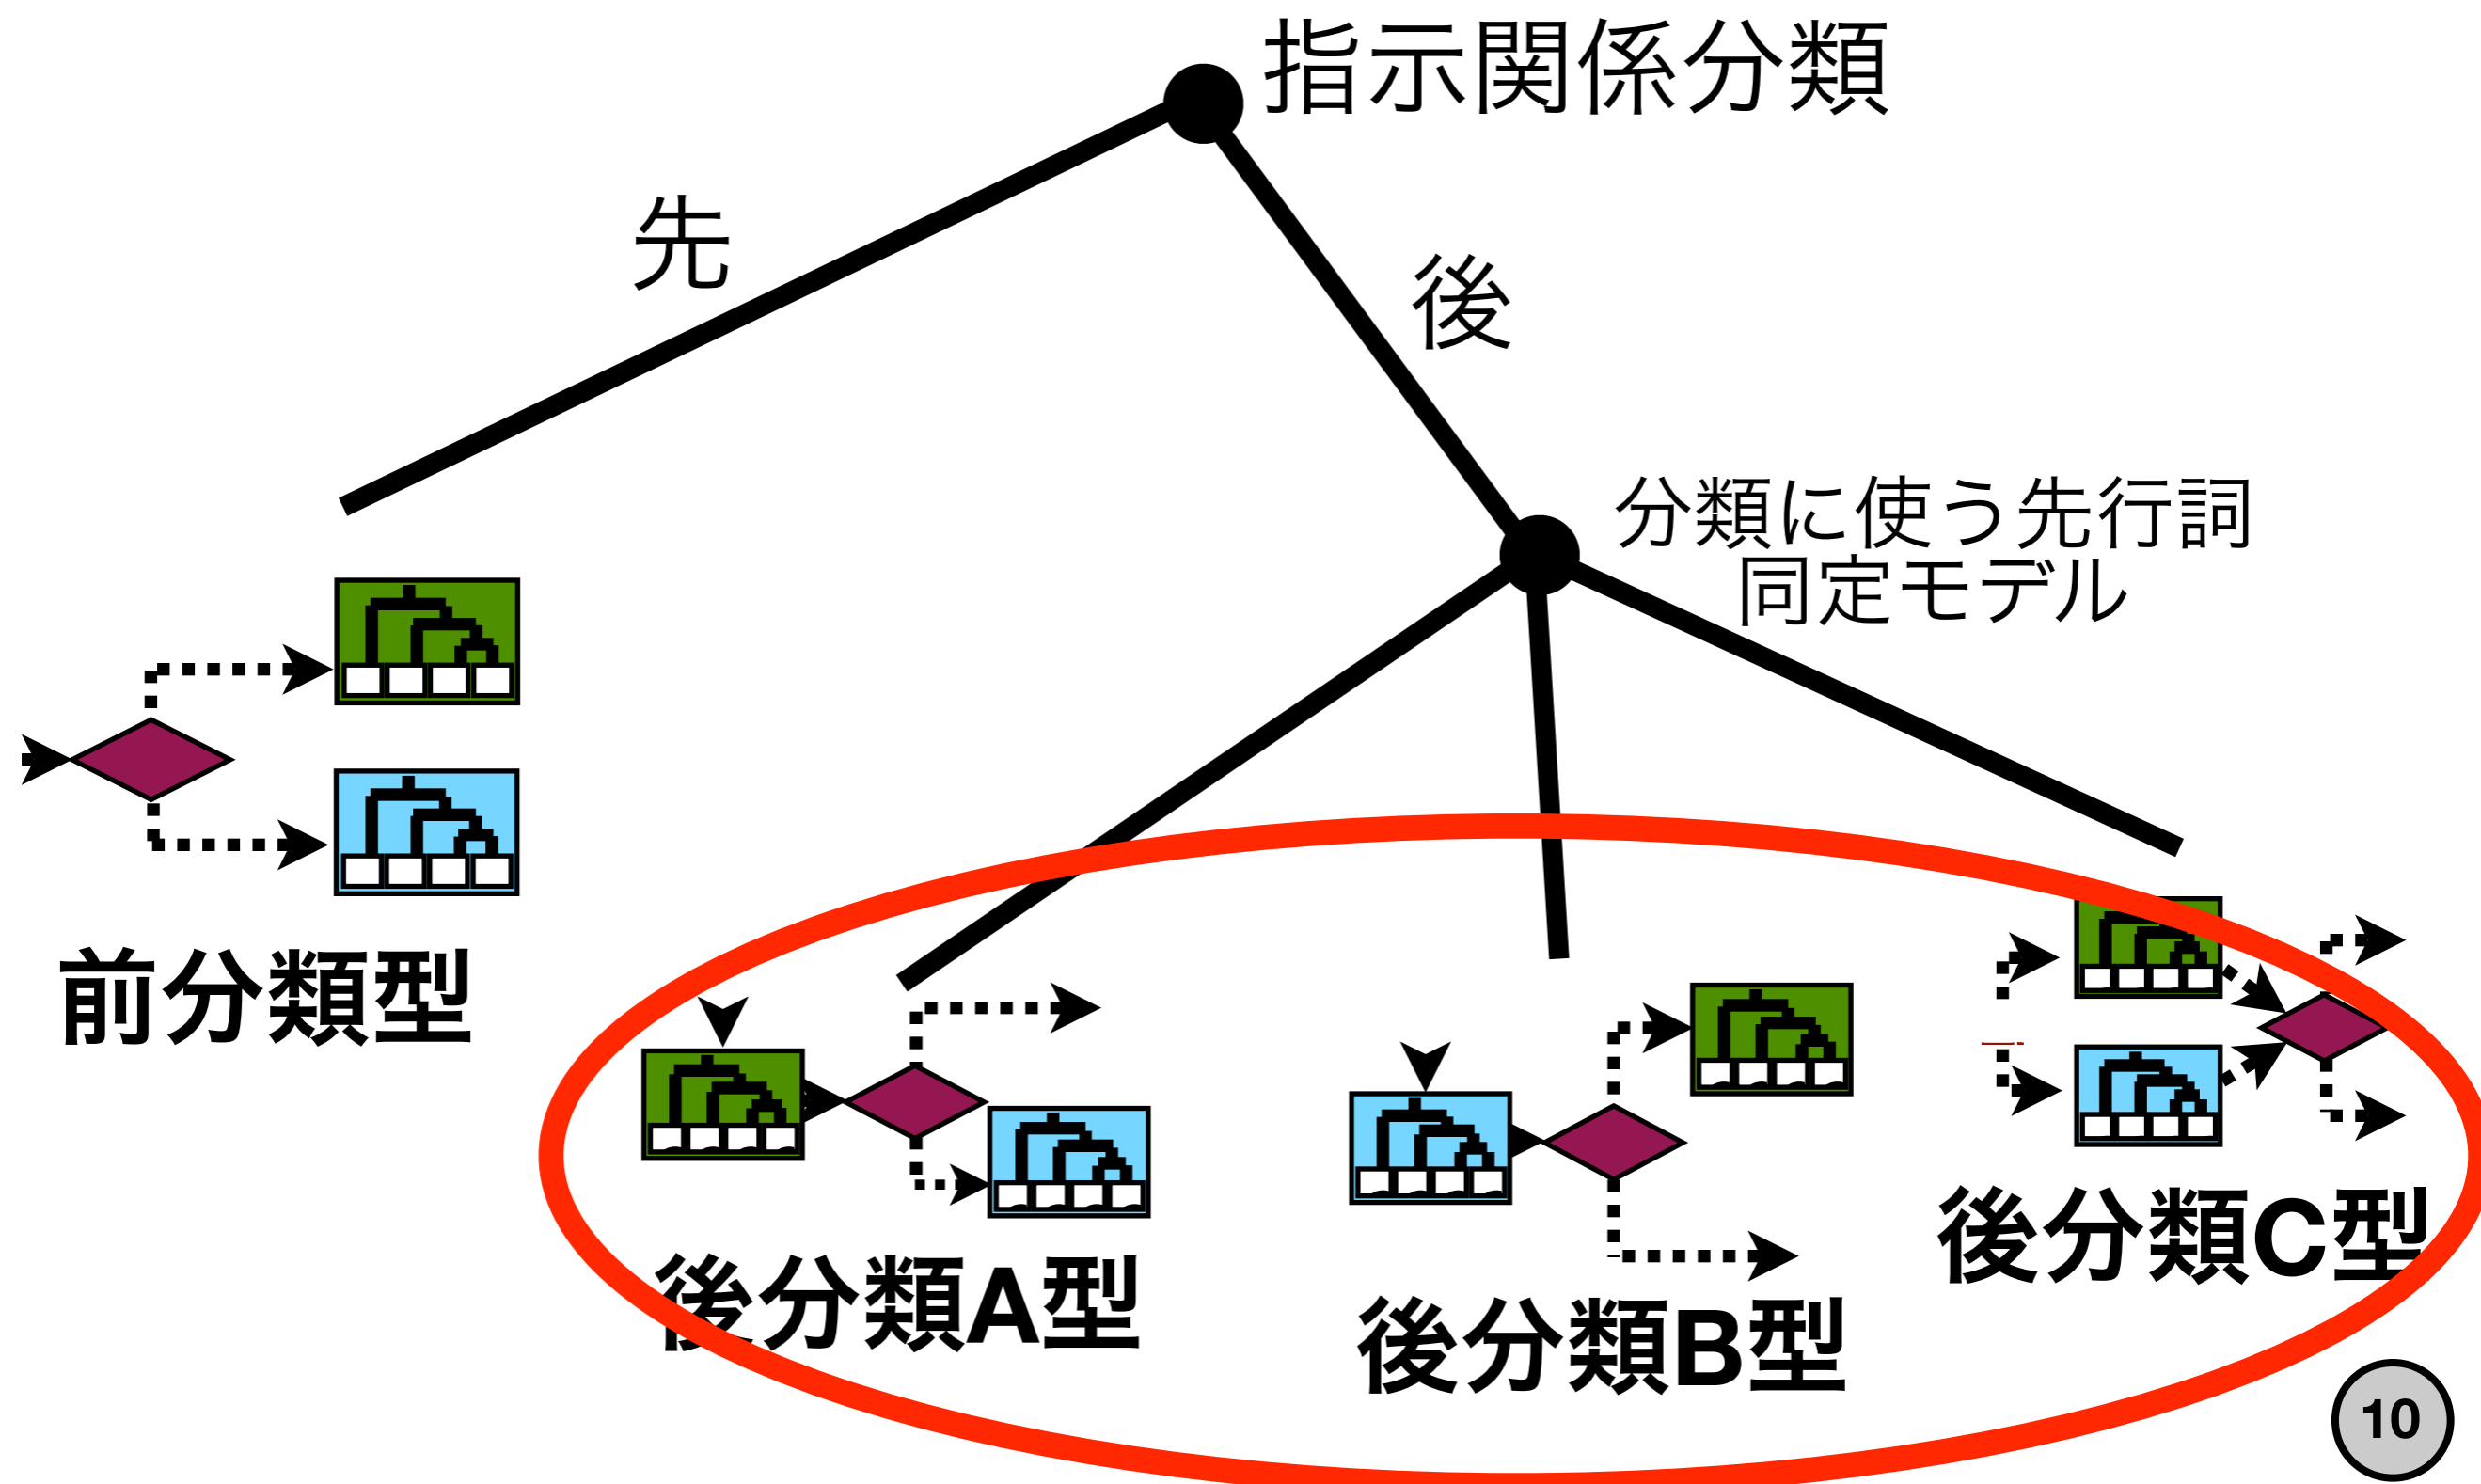 指示関係分類
先
後
分類に使う先行詞
同定モデル
前分類型
後分類A型
後分類B型
後分類C型
10